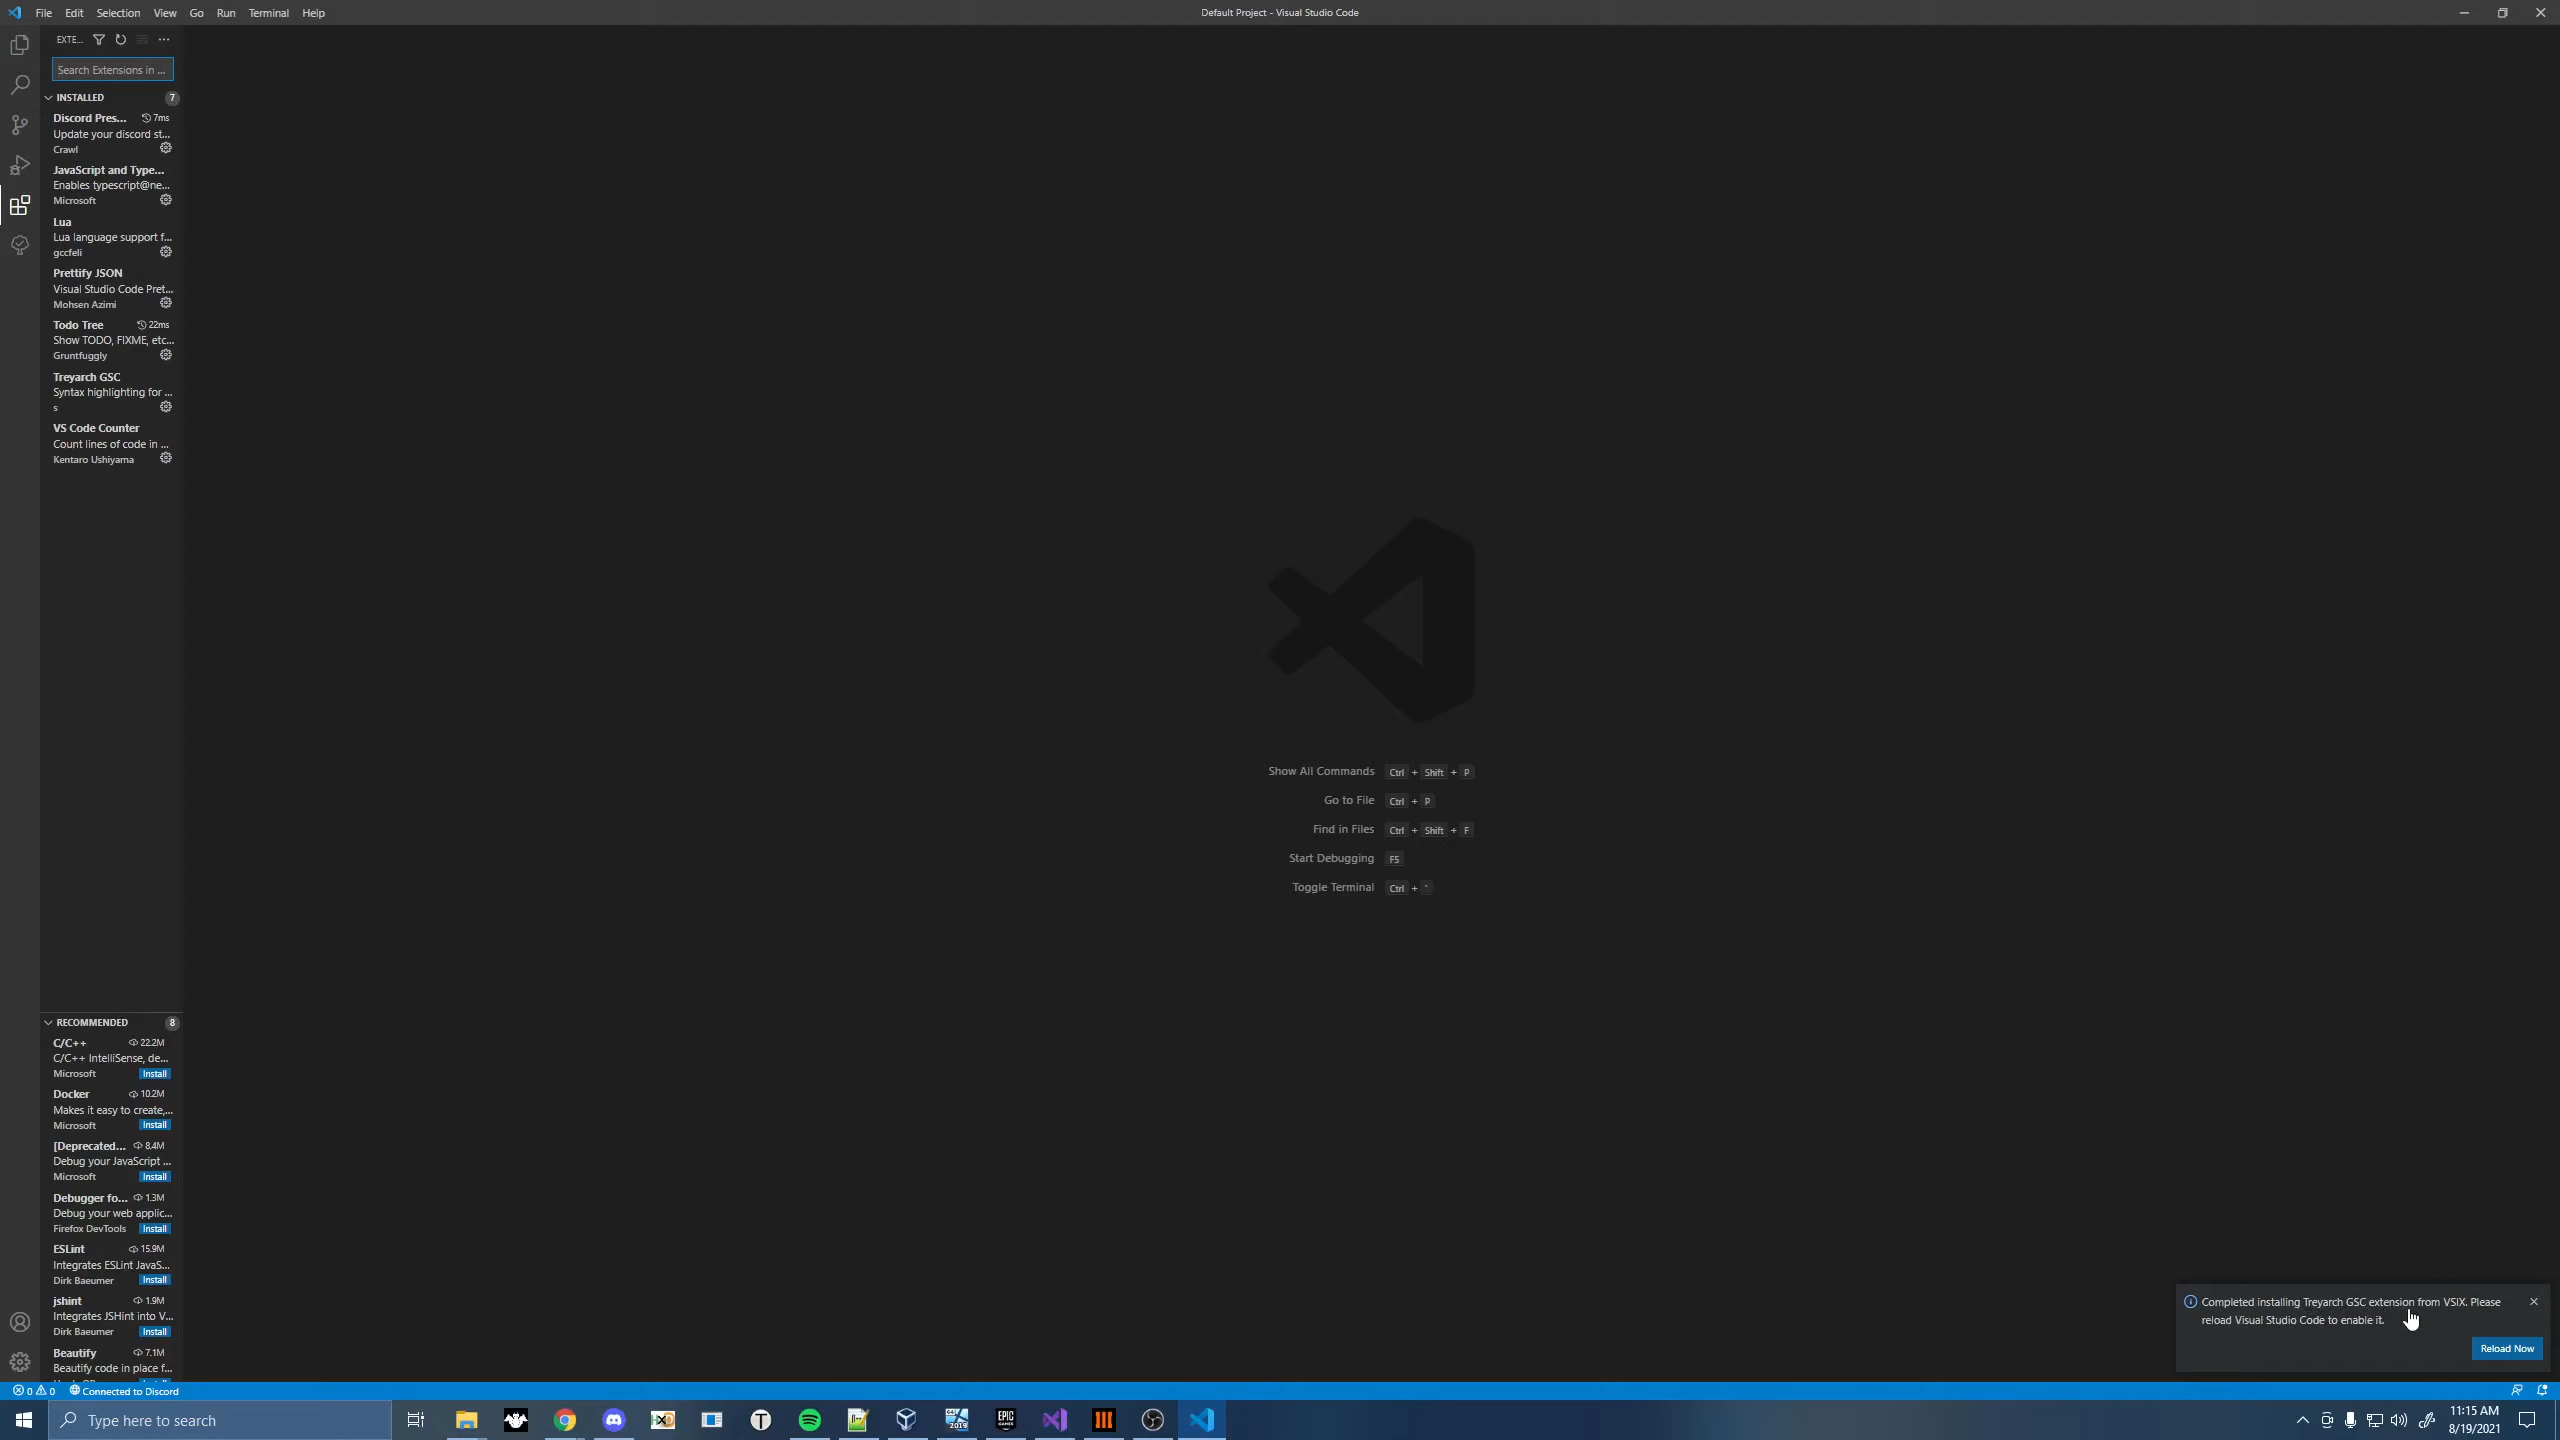 File Edit Selection View Go Run Terminal Help
Default Project - Visual Studio Code
EXTE...
Search Extensions in ...
INSTALLED 7
Discord Pres... 7ms
Update your discord st...
Crawl
JavaScript and Type...
Enables typescript@ne...
Microsoft
Lua
Lua language support f...
gccfeli
Prettify JSON
Visual Studio Code Pret...
Mohsen Azimi
Todo Tree 22ms
Show TODO, FIXME, etc...
Gruntfuggly
Treyarch GSC
Syntax highlighting for ...
s
VS Code Counter
Count lines of code in ...
Kentaro Ushiyama
Show All Commands Ctrl + Shift + P
Go to File Ctrl + P
Find in Files Ctrl + Shift + F
Start Debugging F5
Toggle Terminal Ctrl + `
RECOMMENDED 8
C/C++ 22.2M
C/C++ IntelliSense, de...
Microsoft Install
Docker 10.2M
Makes it easy to create,...
Microsoft Install
[Deprecated... 8.4M
Debug your JavaScript ...
Microsoft Install
Debugger fo... 1.3M
Debug your web applic...
Firefox DevTools Install
ESLint 15.9M
Integrates ESLint JavaS...
Dirk Baeumer Install
jshint 1.9M
Integrates JSHint into V...
Dirk Baeumer Install
Beautify 7.1M
Beautify code in place f...
Completed installing Treyarch GSC extension from VSIX. Please
reload Visual Studio Code to enable it.
Reload Now
0 0 Connected to Discord
Type here to search
2019
EPIC
GAMES
11:15 AM
8/19/2021